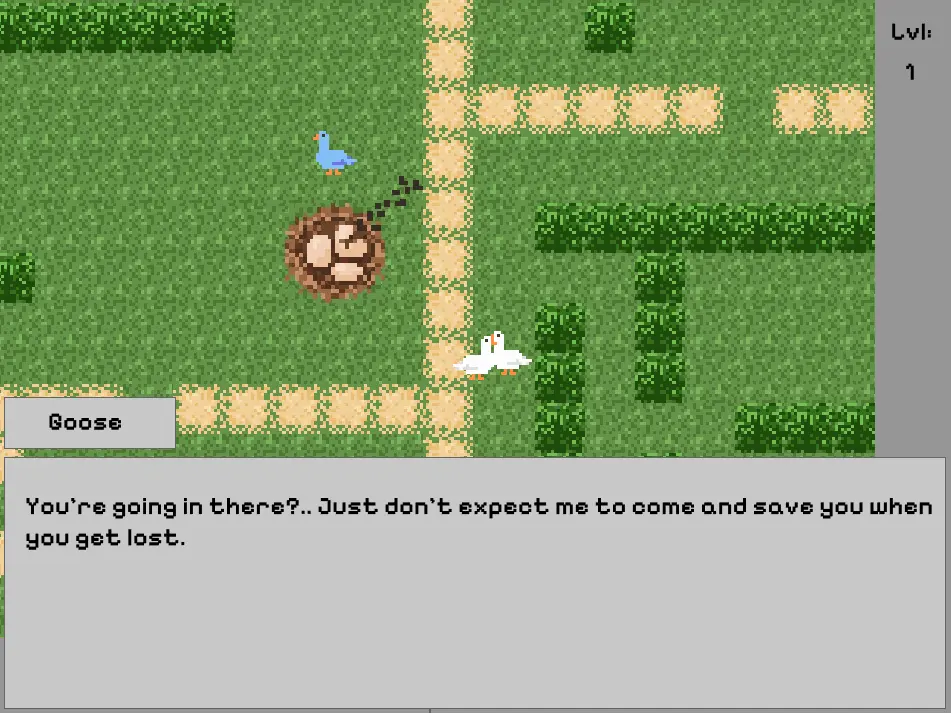 Lvl:
1
Goose
You're going in there?.. Just don't expect me to come and save you when
you get lost.